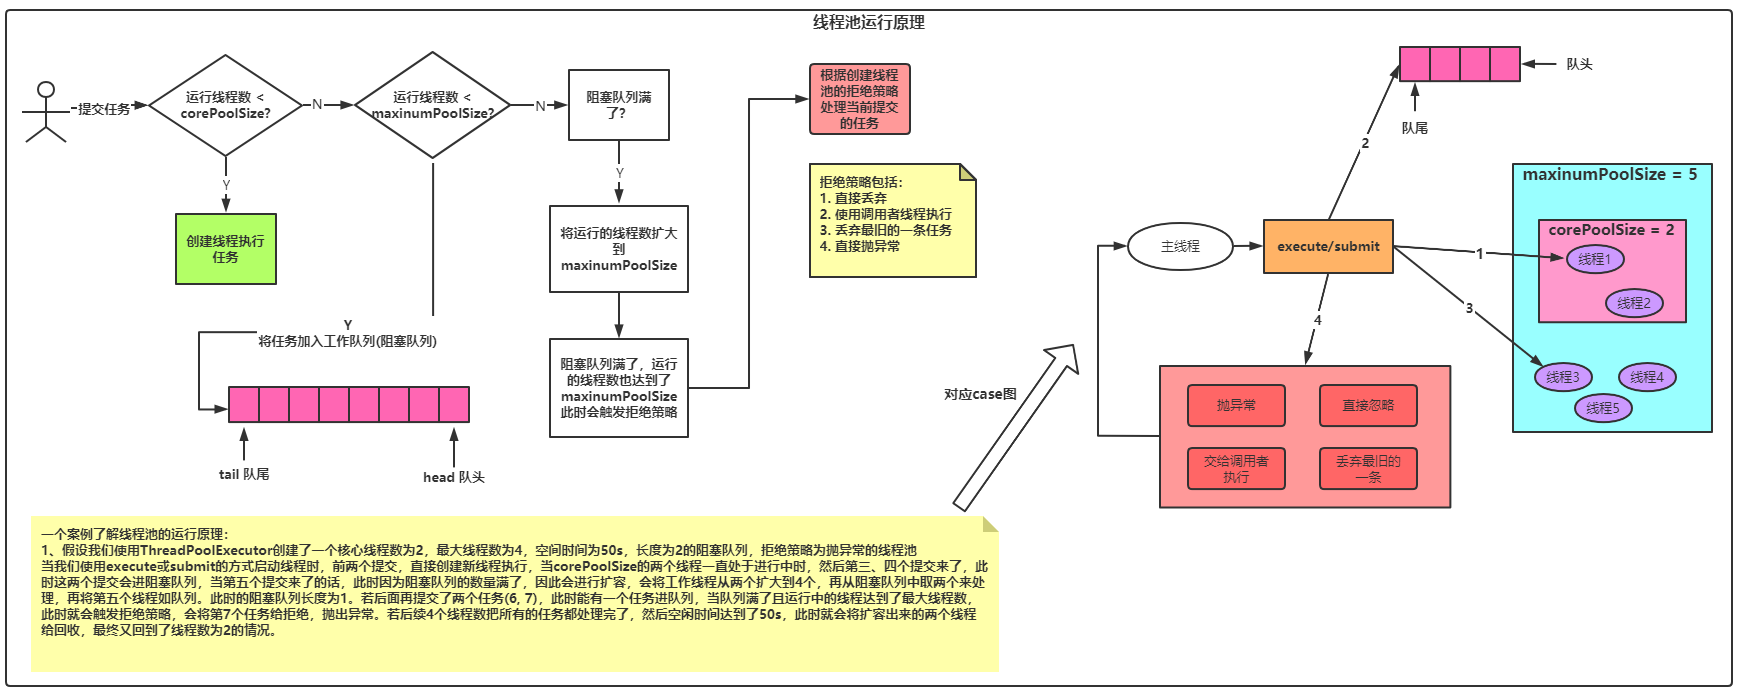 线程池运行原理
提交任务
运行线程数 <
corePoolSize?
N
运行线程数 <
maxinumPoolSize?
N
阻塞队列满
了？
Y
创建线程执行
任务
Y
将运行的线程数扩大
到
maxinumPoolSize
阻塞队列满了，运行
的线程数也达到了
maxinumPoolSize
此时会触发拒绝策略
Y
将任务加入工作队列(阻塞队列)
tail 队尾
head 队头
根据创建线程
池的拒绝策略
处理当前提交
的任务
拒绝策略包括：
1. 直接丢弃
2. 使用调用者线程执行
3. 丢弃最旧的一条任务
4. 直接抛异常
队头
队尾
2
maxinumPoolSize = 5
corePoolSize = 2
线程1
线程2
线程3
线程4
线程5
主线程
execute/submit
1
3
4
抛异常
直接忽略
交给调用者
执行
丢弃最旧的
一条
对应case图
一个案例了解线程池的运行原理：
1、假设我们使用ThreadPoolExecutor创建了一个核心线程数为2，最大线程数为4，空间时间为50s，长度为2的阻塞队列，拒绝策略为抛异常的线程池
当我们使用execute或submit的方式启动线程时，前两个提交，直接创建新线程执行，当corePoolSize的两个线程一直处于进行中时，然后第三、四个提交来了，此
时这两个提交会进阻塞队列，当第五个提交来了的话，此时因为阻塞队列的数量满了，因此会进行扩容，会将工作线程从两个扩大到4个，再从阻塞队列中取两个来处
理，再将第五个线程如队列。此时的阻塞队列长度为1。若后面再提交了两个任务(6, 7)，此时能有一个任务进队列，当队列满了且运行中的线程达到了最大线程数，
此时就会触发拒绝策略，会将第7个任务给拒绝，抛出异常。若后续4个线程数把所有的任务都处理完了，然后空闲时间达到了50s，此时就会将扩容出来的两个线程
给回收，最终又回到了线程数为2的情况。